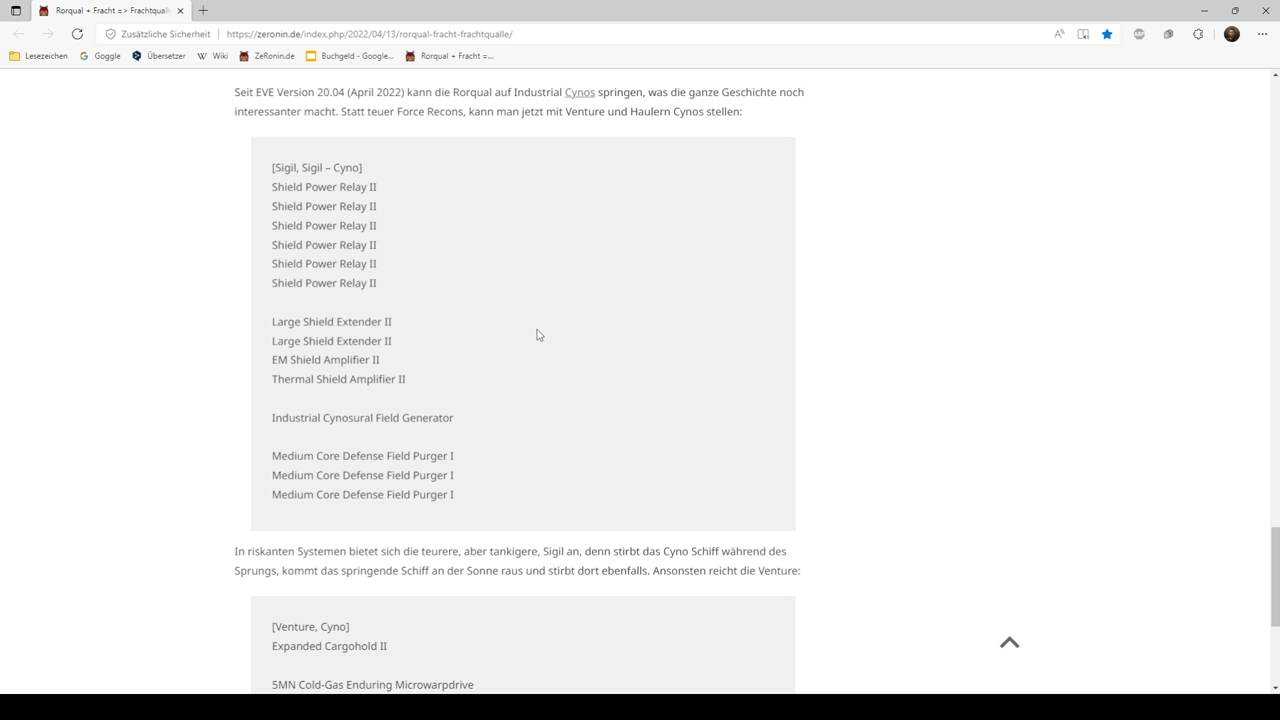 Rorqual + Fracht => Frachtqualle
Zusätzliche Sicherheit
https://zeronin.de/index.php/2022/04/13/rorqual-fracht-frachtqualle/
Lesezeichen
Goggle
Übersetzer
Wiki
ZeRonin.de
Buchgeld - Google...
Rorqual + Fracht =...
Seit EVE Version 20.04 (April 2022) kann die Rorqual auf Industrial Cynos springen, was die ganze Geschichte noch
interessanter macht. Statt teuer Force Recons, kann man jetzt mit Venture und Haulern Cynos stellen:
[Sigil, Sigil – Cyno]
Shield Power Relay II
Shield Power Relay II
Shield Power Relay II
Shield Power Relay II
Shield Power Relay II
Shield Power Relay II
Large Shield Extender II
Large Shield Extender II
EM Shield Amplifier II
Thermal Shield Amplifier II
Industrial Cynosural Field Generator
Medium Core Defense Field Purger I
Medium Core Defense Field Purger I
Medium Core Defense Field Purger I
In riskanten Systemen bietet sich die teurere, aber tankigere, Sigil an, denn stirbt das Cyno Schiff während des
Sprungs, kommt das springende Schiff an der Sonne raus und stirbt dort ebenfalls. Ansonsten reicht die Venture:
[Venture, Cyno]
Expanded Cargohold II
5MN Cold-Gas Enduring Microwarpdrive